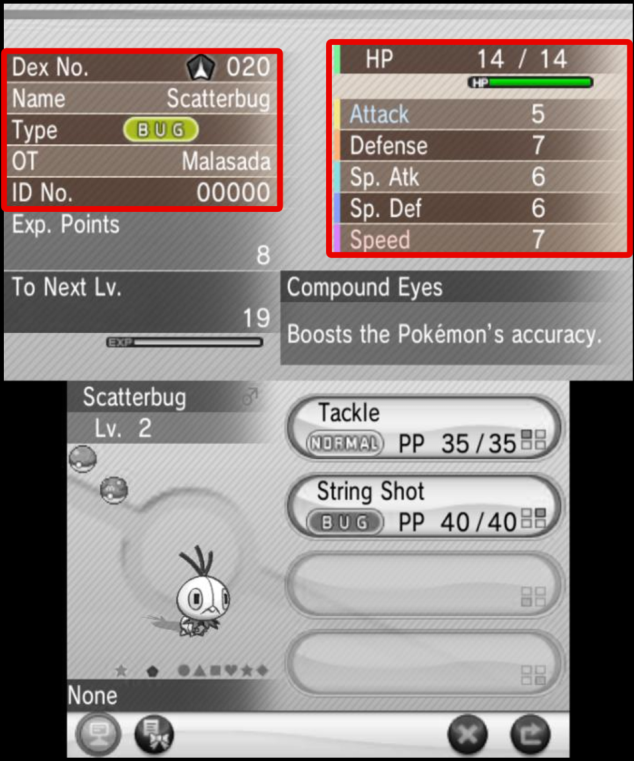 Dex No. 020
Name Scatterbug
Type BUG
OT Malasada
ID No. 00000
Exp. Points
8
To Next Lv.
19
EXP
HP 14 / 14
HP
Attack 5
Defense 7
Sp. Atk 6
Sp. Def 6
Speed 7
Compound Eyes
Boosts the Pokémon's accuracy.
Scatterbug ♂
Lv. 2
Tackle
NORMAL PP 35/35
String Shot
BUG PP 40/40
None